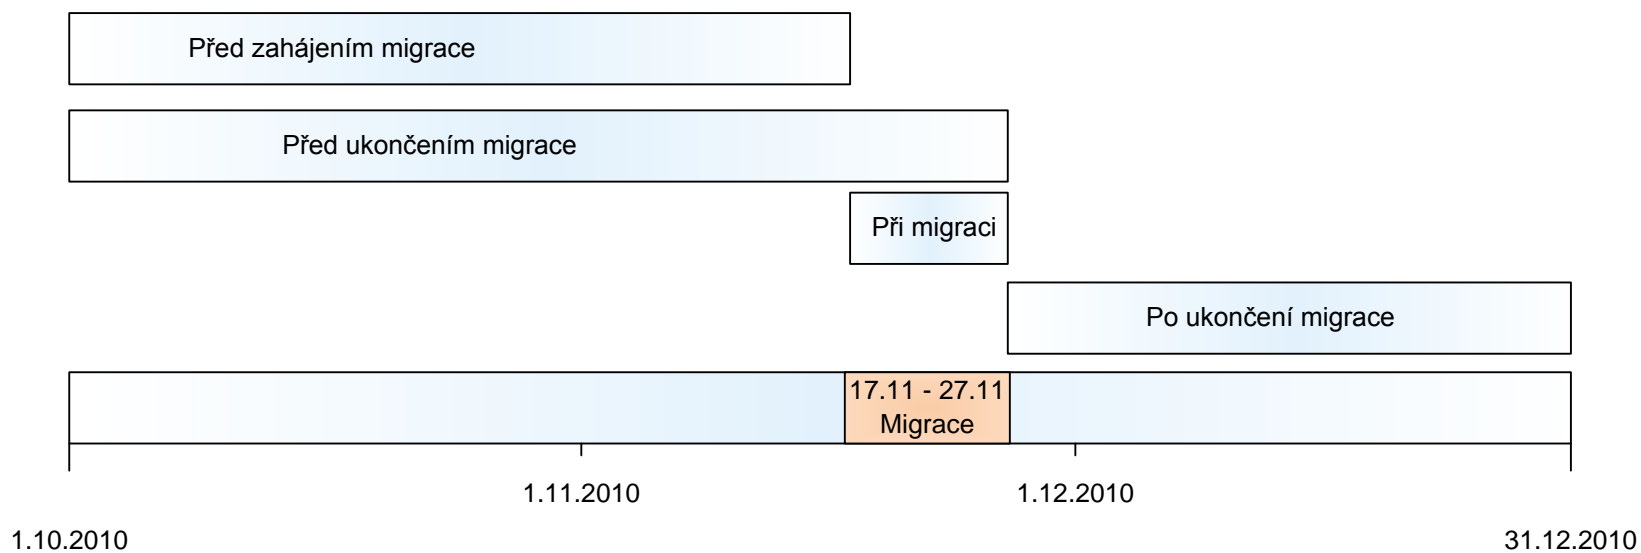 Před zahájením migrace
Před ukončením migrace
Při migraci
Po ukončení migrace
17.11 - 27.11
Migrace
1.11.2010
1.12.2010
1.10.2010
31.12.2010